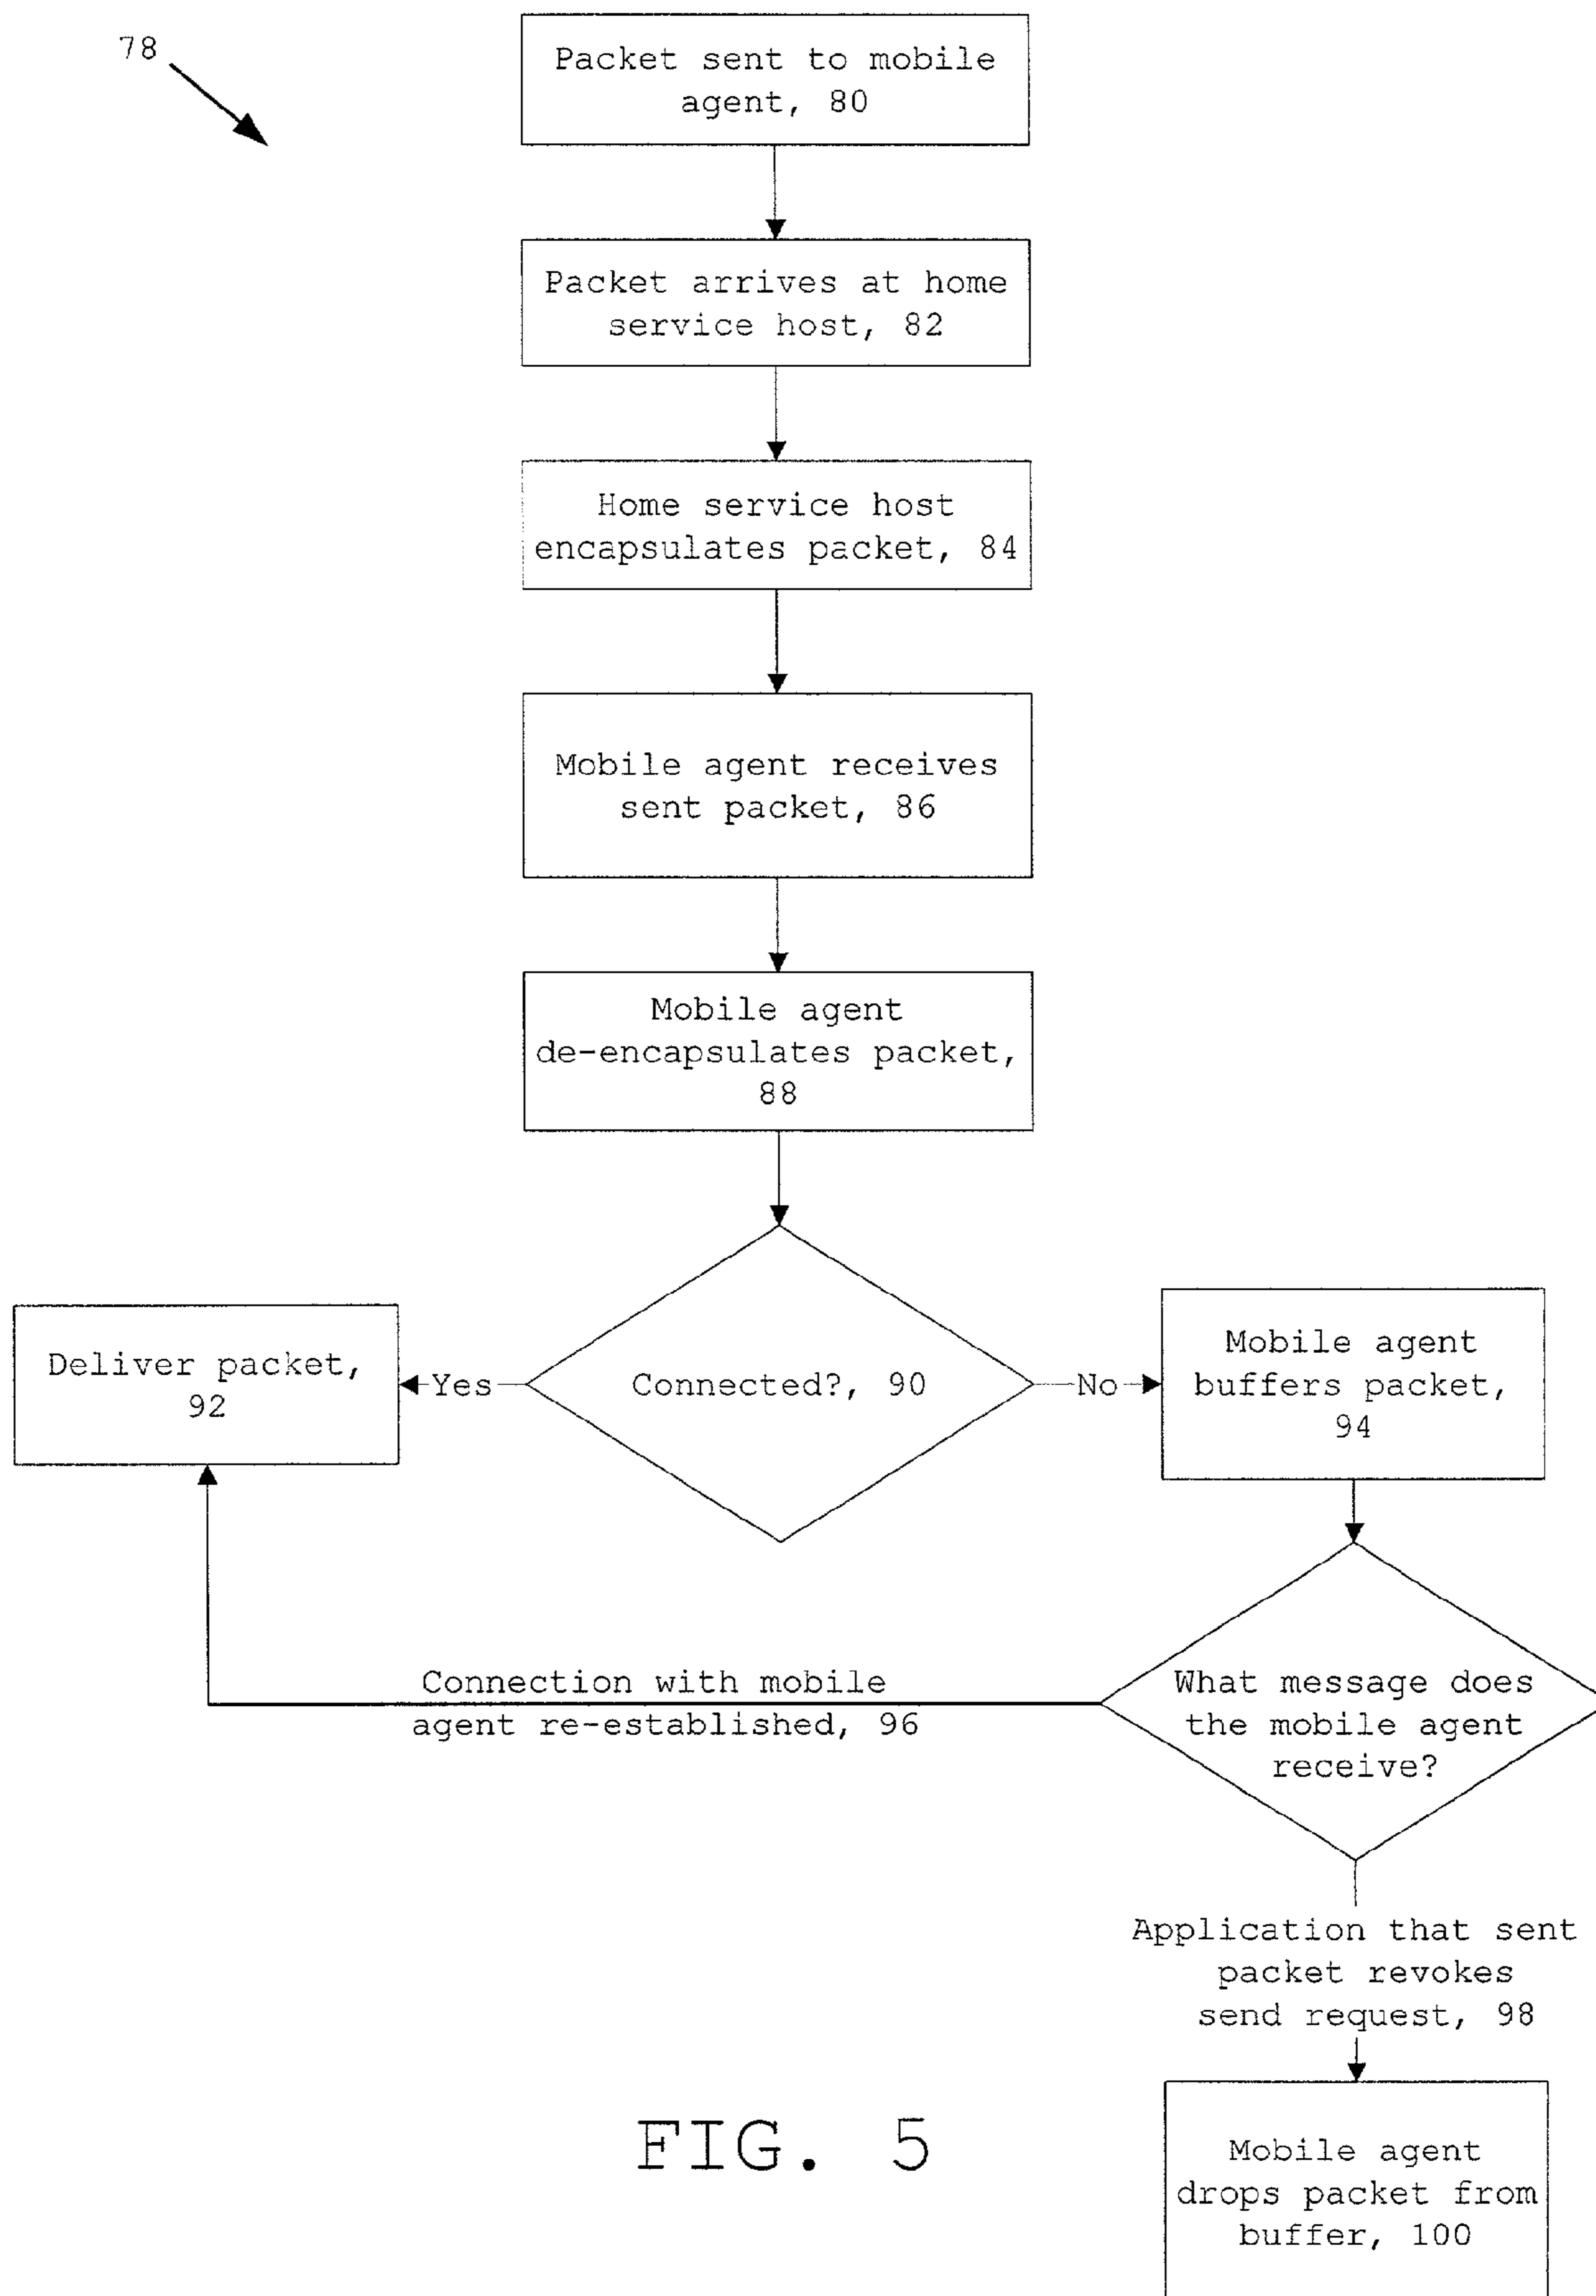 78
Packet sent to mobile
agent, 80
Packet arrives at home
service host, 82
Home service host
encapsulates packet, 84
Mobile agent receives
sent packet, 86
Mobile agent
de-encapsulates packet,
88
Deliver packet,
92
Yes
Connected?, 90
No
Mobile agent
buffers packet,
94
Connection with mobile
agent re-established, 96
What message does
the mobile agent
receive?
Application that sent
packet revokes
send request, 98
Mobile agent
drops packet from
buffer, 100
FIG. 5